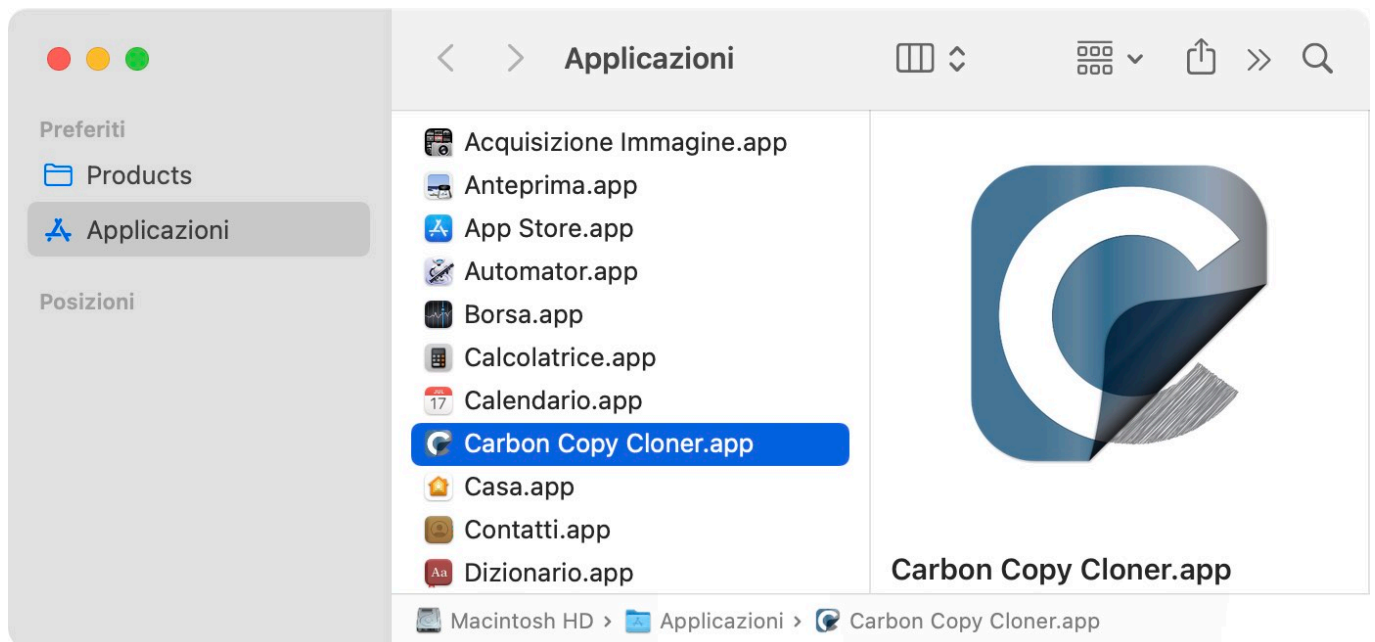 Applicazioni
Preferiti
Products
Applicazioni
Posizioni
Acquisizione Immagine.app
Anteprima.app
App Store.app
Automator.app
Borsa.app
Calcolatrice.app
17
Calendario.app
Carbon Copy Cloner.app
Casa.app
Contatti.app
Aa
Dizionario.app
Carbon Copy Cloner.app
Macintosh HD › Applicazioni › Carbon Copy Cloner.app